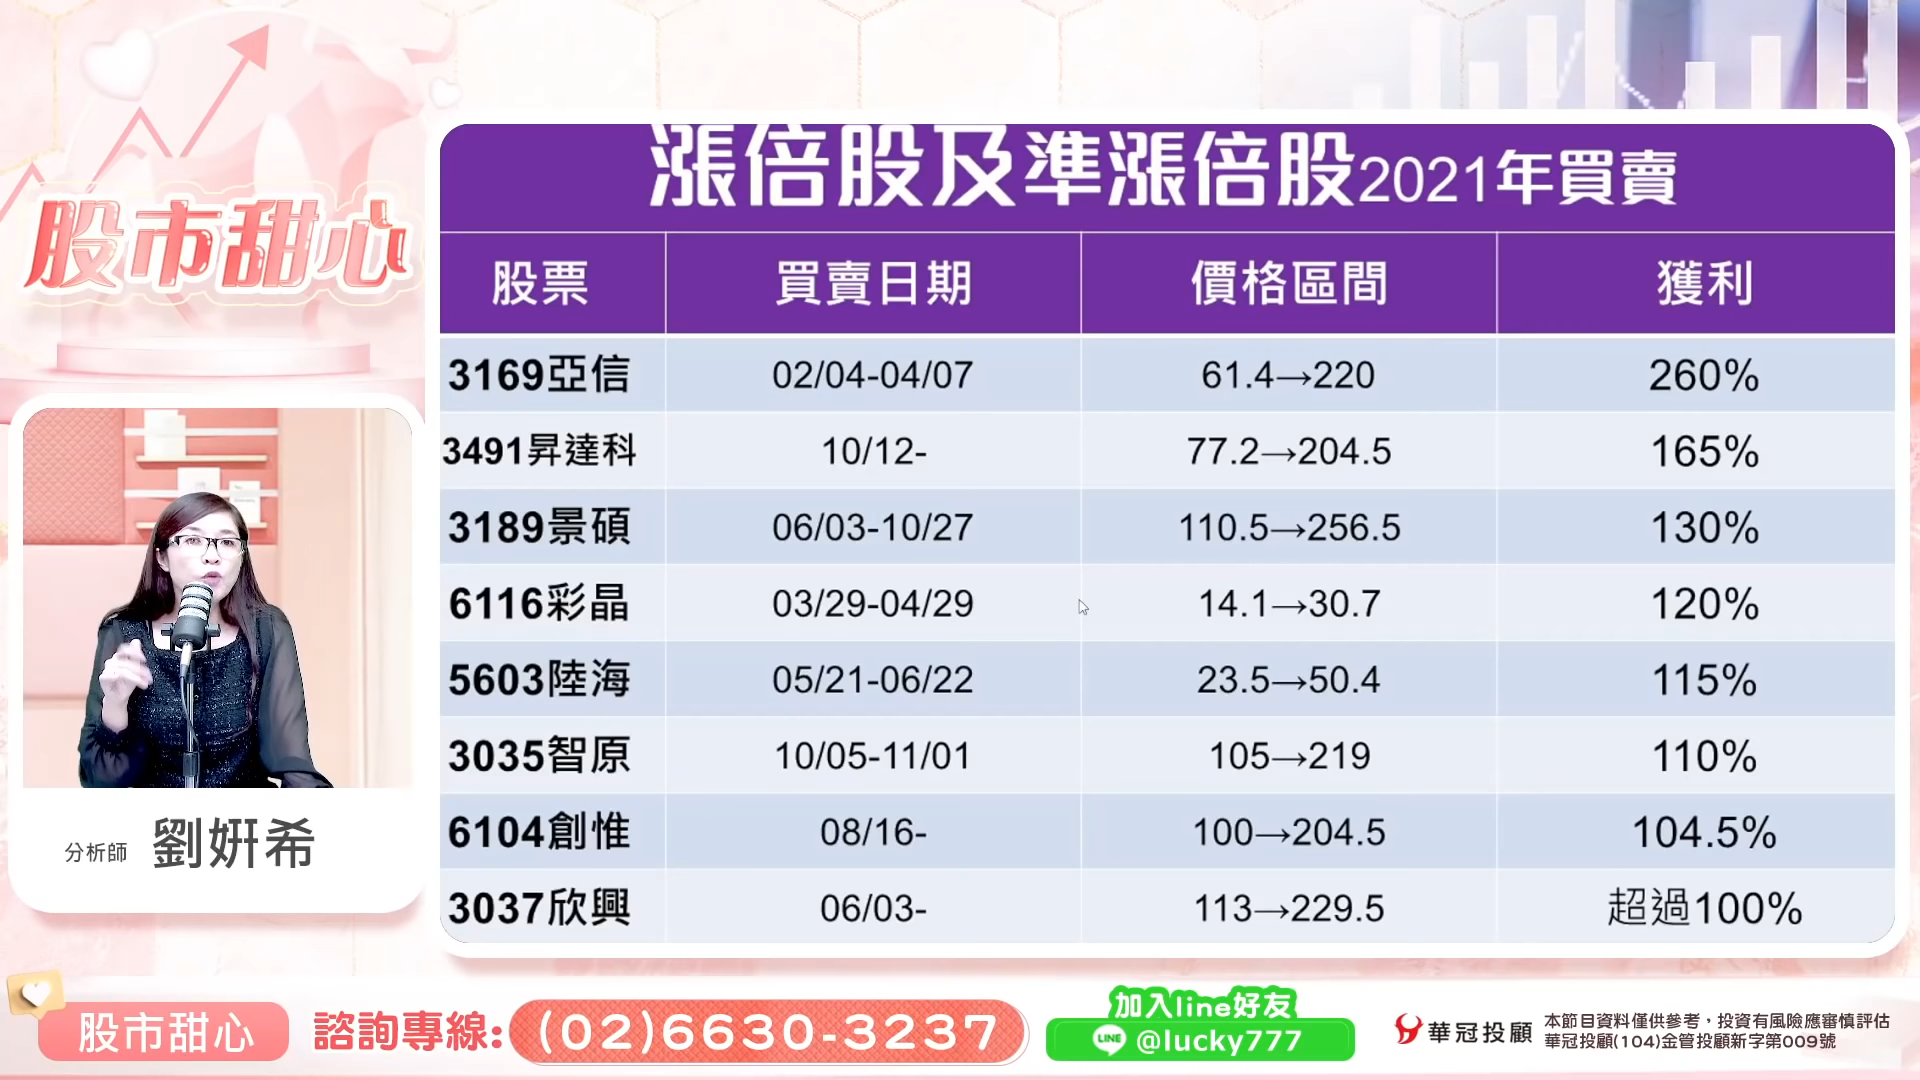 股市甜心
漲倍股及準漲倍股2021年買賣
股票 買賣日期 價格區間 獲利
3169亞信 02/04-04/07 61.4→220 260%
3491昇達科 10/12- 77.2→204.5 165%
3189景碩 06/03-10/27 110.5→256.5 130%
6116彩晶 03/29-04/29 14.1→30.7 120%
5603陸海 05/21-06/22 23.5→50.4 115%
3035智原 10/05-11/01 105→219 110%
6104創惟 08/16- 100→204.5 104.5%
3037欣興 06/03- 113→229.5 超過100%
分析師 劉妍希
股市甜心
諮詢專線:(02)6630-3237
加入line好友
LINE @lucky777
華冠投顧
本節目資料僅供參考，投資有風險應審慎評估
華冠投顧(104)金管投顧新字第009號